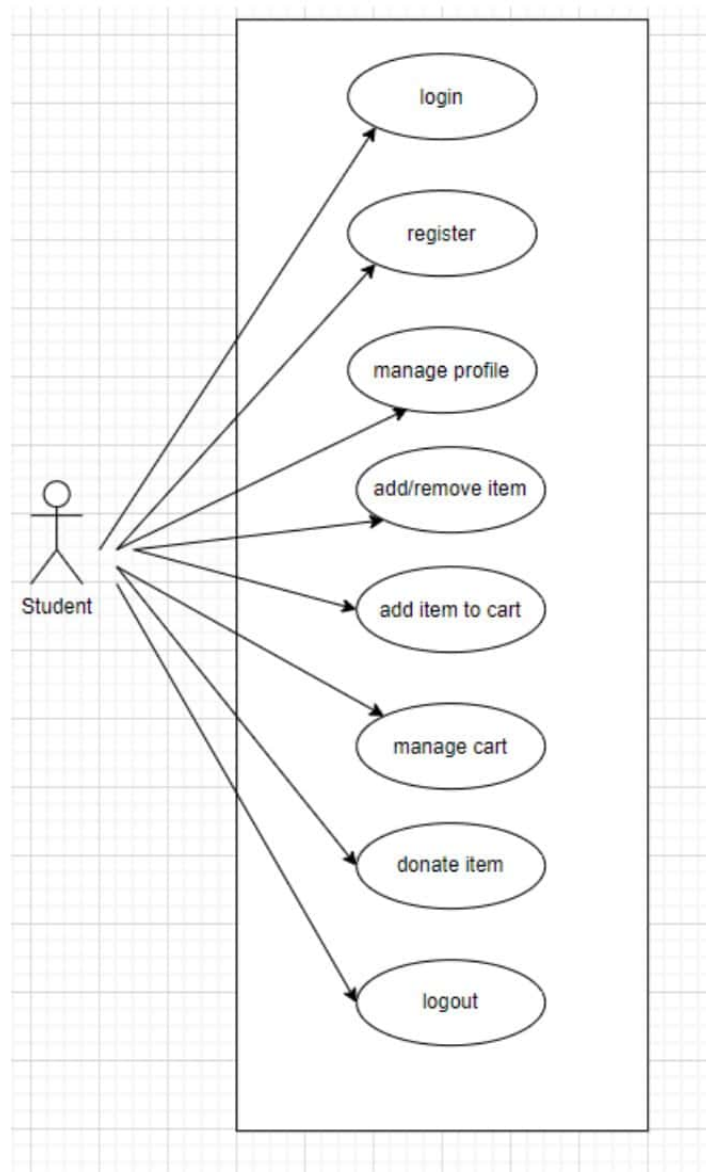 login
register
manage profile
add/remove item
Student
add item to cart
manage cart
donate item
logout